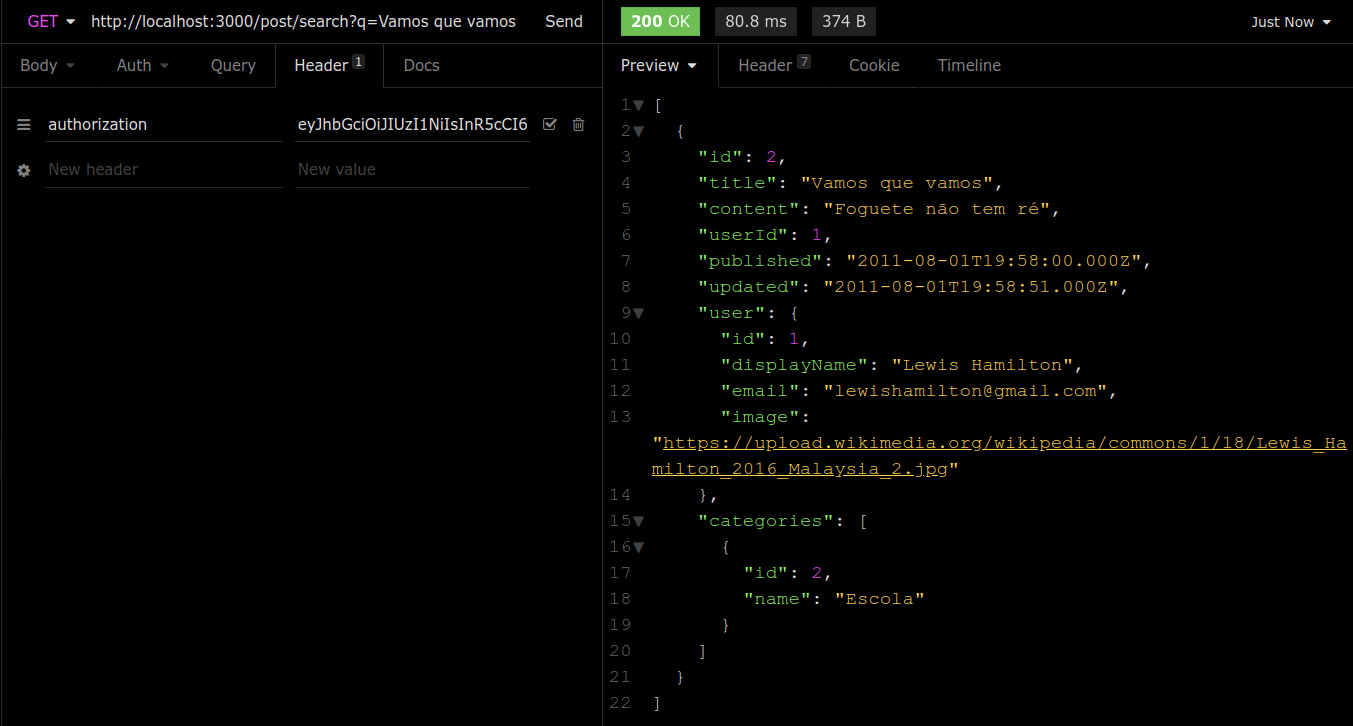 GET http://localhost:3000/post/search?q=Vamos que vamos Send
200 OK 80.8 ms 374 B Just Now
Body Auth Query Header 1 Docs
Preview Header 7 Cookie Timeline
authorization eyJhbGciOiJIUzI1NiIsInR5cCI6
New header New value
1 [
2 {
3 "id": 2,
4 "title": "Vamos que vamos",
5 "content": "Foguete não tem ré",
6 "userId": 1,
7 "published": "2011-08-01T19:58:00.000Z",
8 "updated": "2011-08-01T19:58:51.000Z",
9 "user": {
10 "id": 1,
11 "displayName": "Lewis Hamilton",
12 "email": "lewishamilton@gmail.com",
13 "image":
"https://upload.wikimedia.org/wikipedia/commons/1/18/Lewis_Ha
milton_2016_Malaysia_2.jpg"
14 },
15 "categories": [
16 {
17 "id": 2,
18 "name": "Escola"
19 }
20 ]
21 }
22 ]